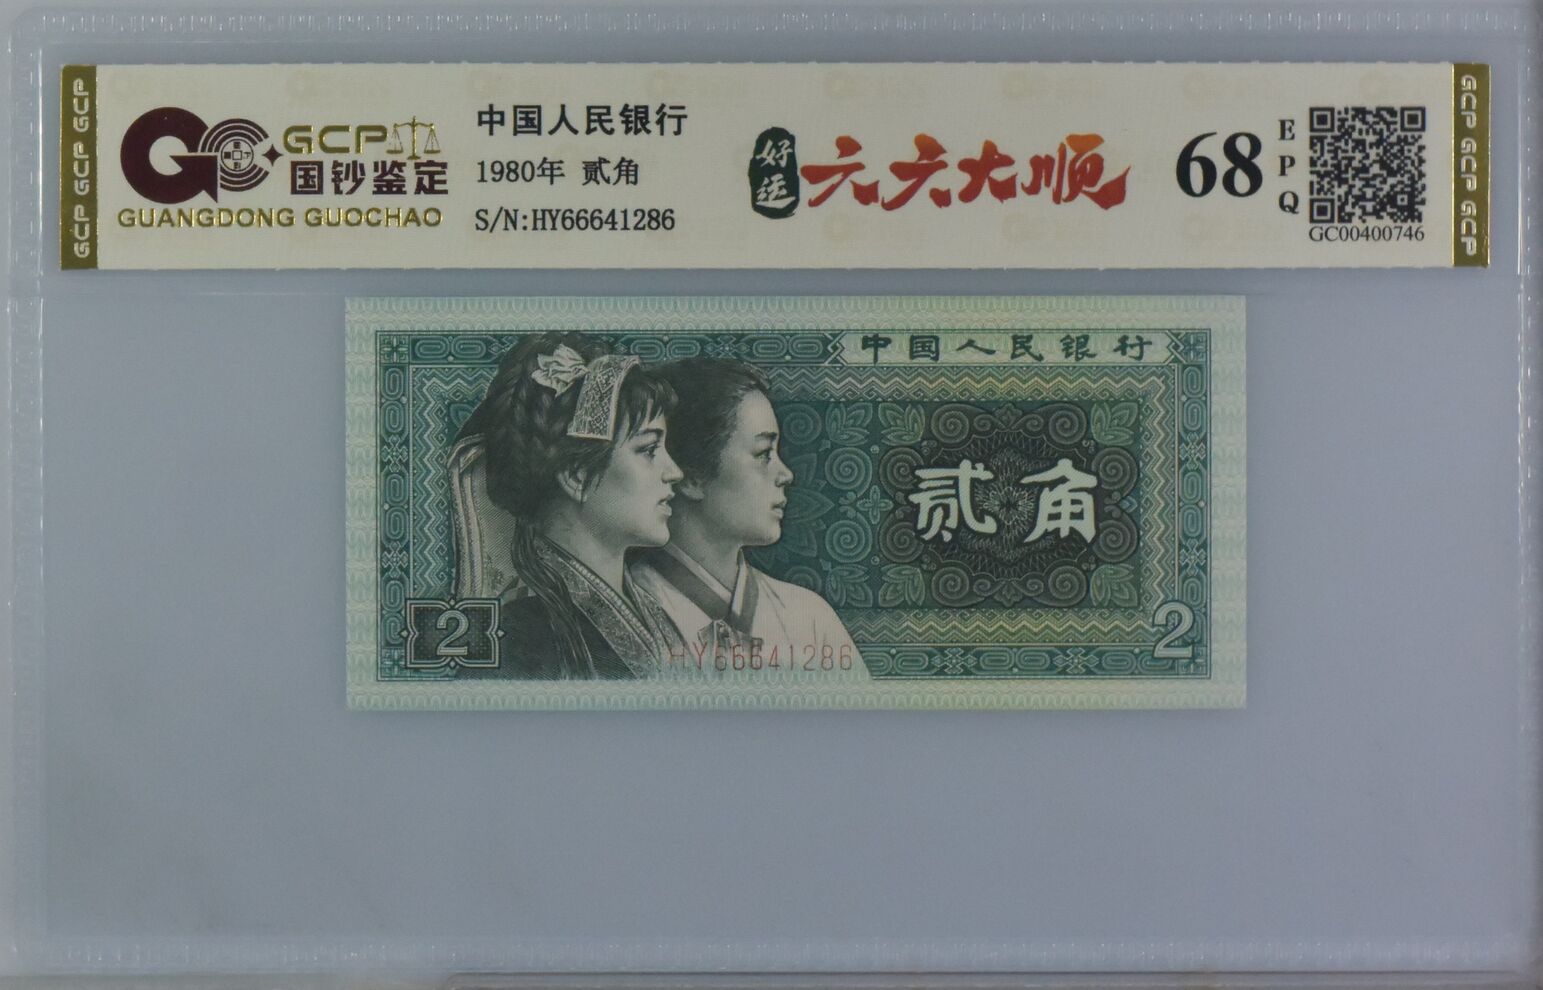 GCP GCP GCP
GCP
国钞鉴定
GUANGDONG GUOCHAO
中国人民银行
1980年 贰角
S/N:HY66641286
好运
六六大顺
68
EPQ
GC00400746
GCP GCP GCP
中国人民银行
贰角
2
2
HY66641286